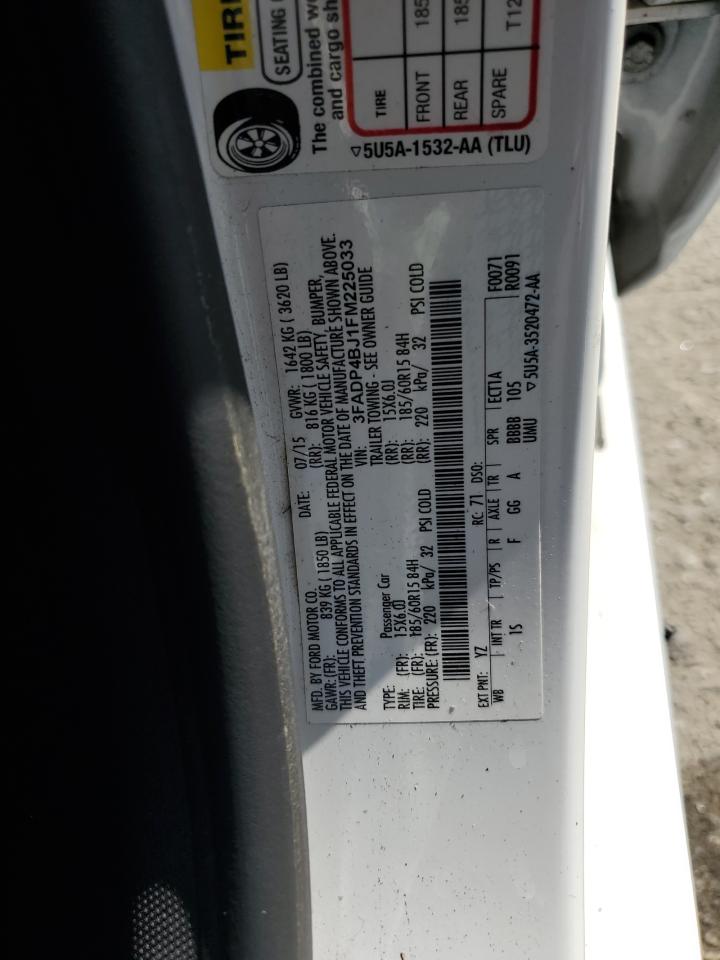 TIRE
SEATING
The combined we
and cargo sh
TIRE
FRONT 185
REAR 185
SPARE T12
▽5U5A-1532-AA (TLU)
MFD. BY FORD MOTOR CO.
DATE: 07/15 GVWR: 1642 KG ( 3620 LB)
GAWR: (FR): 839 KG ( 1850 LB) (RR): 816 KG ( 1800 LB)
THIS VEHICLE CONFORMS TO ALL APPLICABLE FEDERAL MOTOR VEHICLE SAFETY, BUMPER,
AND THEFT PREVENTION STANDARDS IN EFFECT ON THE DATE OF MANUFACTURE SHOWN ABOVE.
VIN: 3FADP4BJ1FM225033
TYPE: Passenger Car TRAILER TOWING - SEE OWNER GUIDE
RIM: (FR): 15X6.0J (RR): 15X6.0J
TIRE: (FR): 185/60R15 84H (RR): 185/60R15 84H
PRESSURE: (FR): 220 kPa/ 32 PSI COLD (RR): 220 kPa/ 32 PSI COLD
EXT PNT: YZ RC: 71 DSO: F0071
WB INT TR TP/PS R AXLE TR SPR ECT1A R0091
IS F GG A BBBB 105
UMU ▽5U5A-3520472-AA